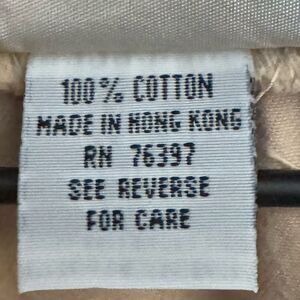 100% COTTON
MADE IN HONG KONG
RN 76397
SEE REVERSE
FOR CARE